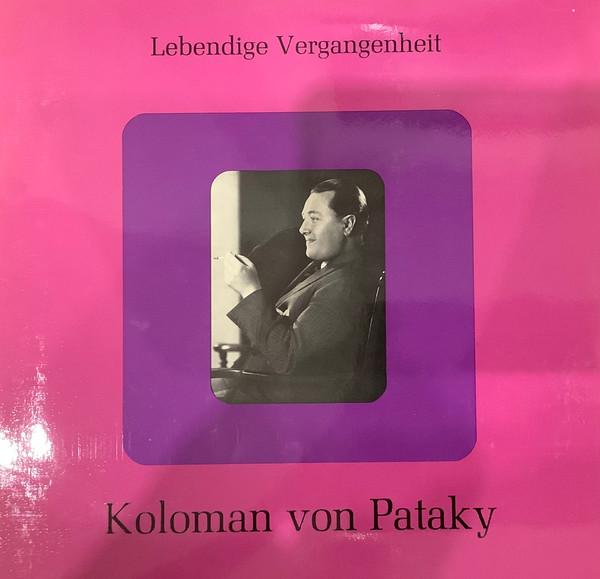 Lebendige Vergangenheit
Koloman von Pataky